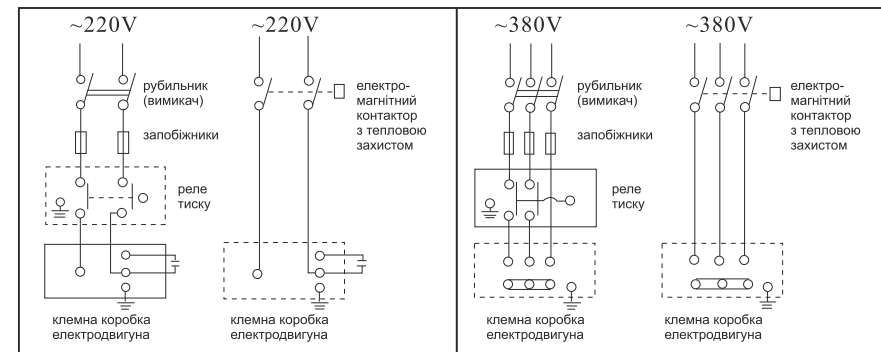 ~220V
~220V
рубильник
(вимикач)
запобіжники
реле
тиску
електро-
магнітний
контактор
з тепловою
захистом
клемна коробка
електродвигуна
клемна коробка
електродвигуна
~380V
~380V
рубильник
(вимикач)
запобіжники
реле
тиску
електро-
магнітний
контактор
з тепловою
захистом
клемна коробка
електродвигуна
клемна коробка
електродвигуна